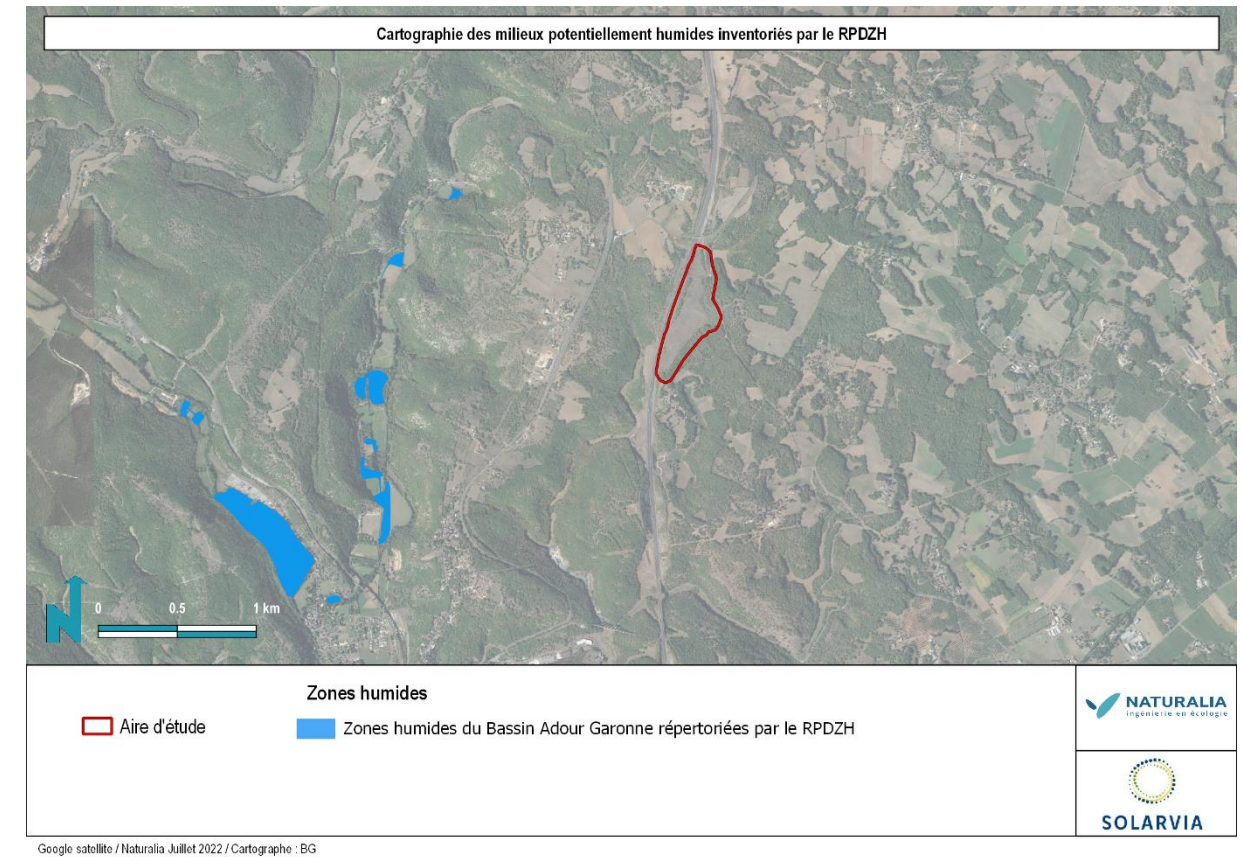 Cartographie des milieux potentiellement humides inventoriés par le RPDZH
N
0 0.5 1 km
Zones humides
Aire d'étude
Zones humides du Bassin Adour Garonne répertoriées par le RPDZH
NATURALIA
ingénierie en écologie
SOLARVIA
Google satellite / Naturalia Juillet 2022 / Cartographe : BG